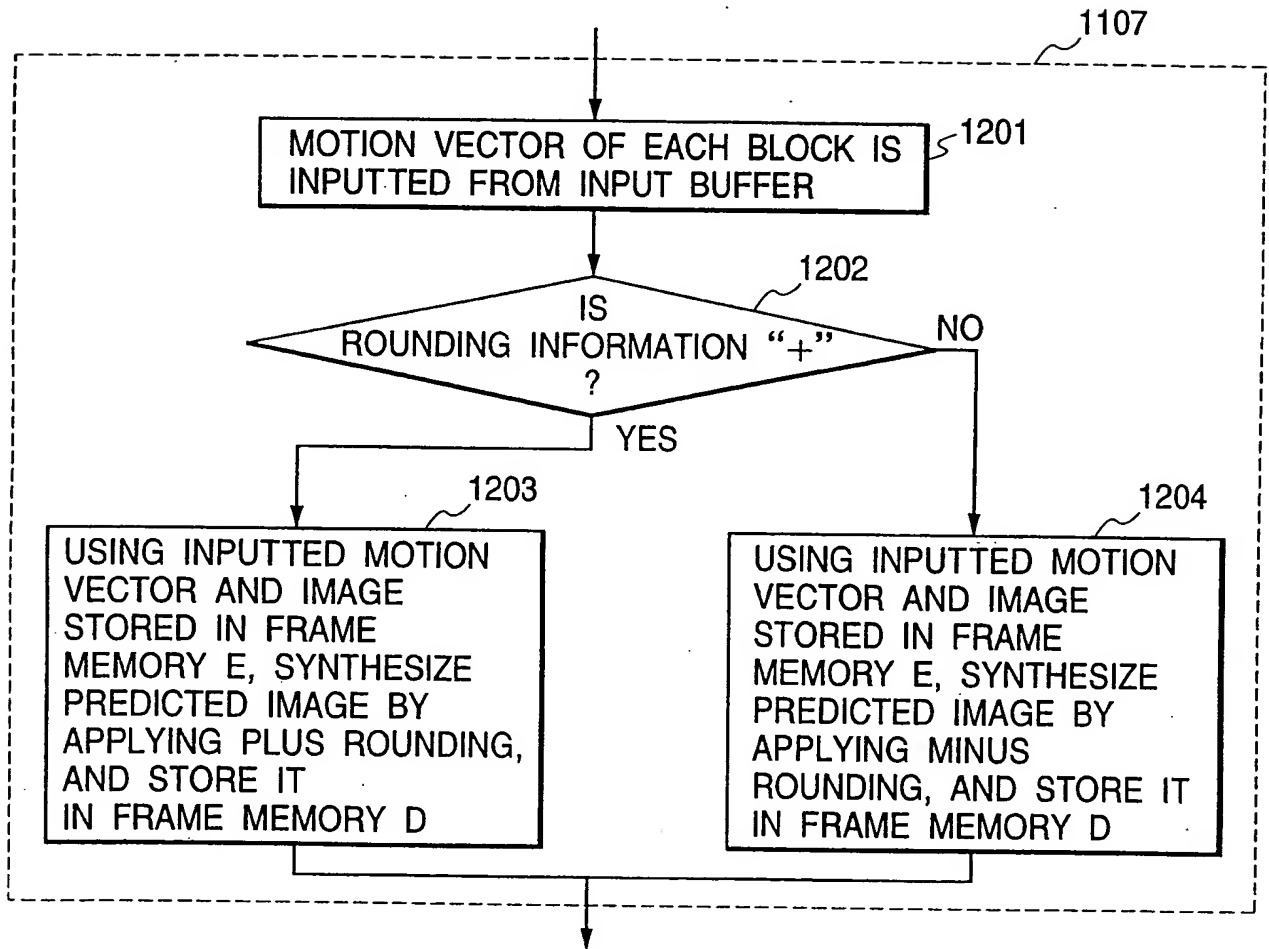 1107
MOTION VECTOR OF EACH BLOCK IS
INPUTTED FROM INPUT BUFFER
1201
1202
IS
ROUNDING INFORMATION “+”
?
NO
YES
1203
USING INPUTTED MOTION
VECTOR AND IMAGE
STORED IN FRAME
MEMORY E, SYNTHESIZE
PREDICTED IMAGE BY
APPLYING PLUS ROUNDING,
AND STORE IT
IN FRAME MEMORY D
1204
USING INPUTTED MOTION
VECTOR AND IMAGE
STORED IN FRAME
MEMORY E, SYNTHESIZE
PREDICTED IMAGE BY
APPLYING MINUS
ROUNDING, AND STORE IT
IN FRAME MEMORY D